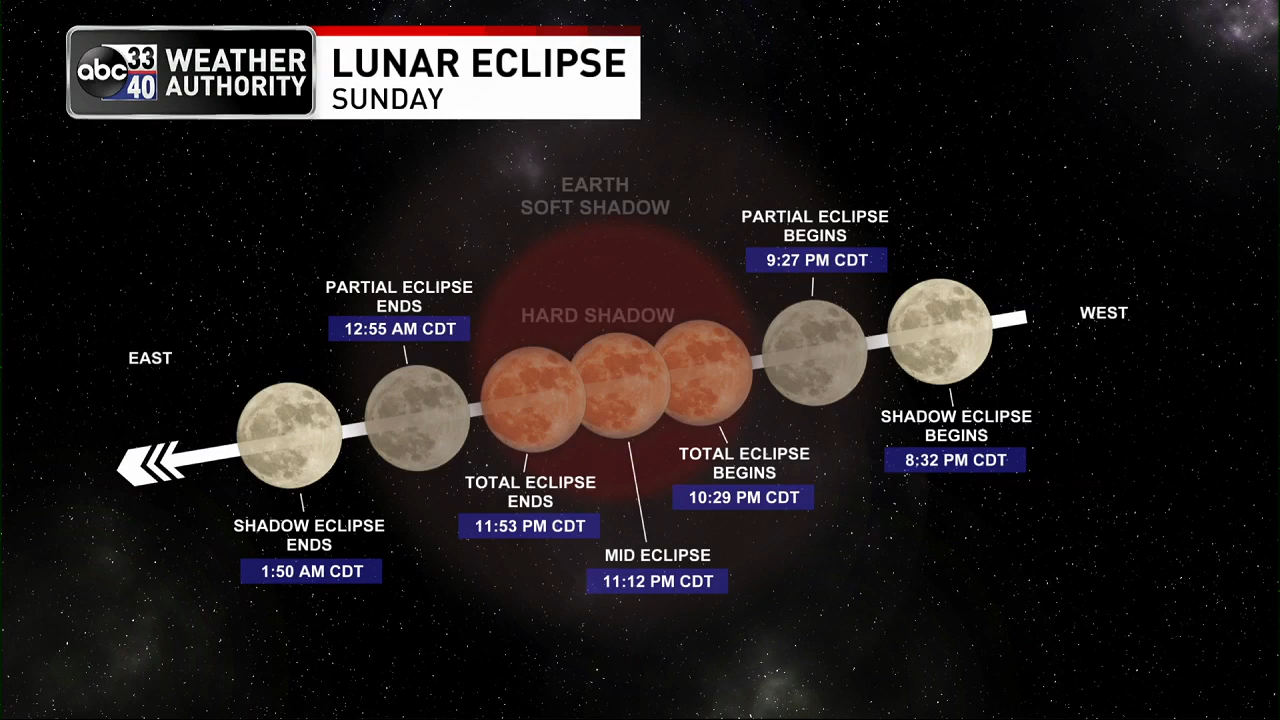 abc 33
40
WEATHER
AUTHORITY
LUNAR ECLIPSE
SUNDAY
EARTH
SOFT SHADOW
HARD SHADOW
PARTIAL ECLIPSE
BEGINS
9:27 PM CDT
PARTIAL ECLIPSE
ENDS
12:55 AM CDT
WEST
EAST
SHADOW ECLIPSE
BEGINS
8:32 PM CDT
TOTAL ECLIPSE
BEGINS
10:29 PM CDT
TOTAL ECLIPSE
ENDS
11:53 PM CDT
SHADOW ECLIPSE
ENDS
1:50 AM CDT
MID ECLIPSE
11:12 PM CDT